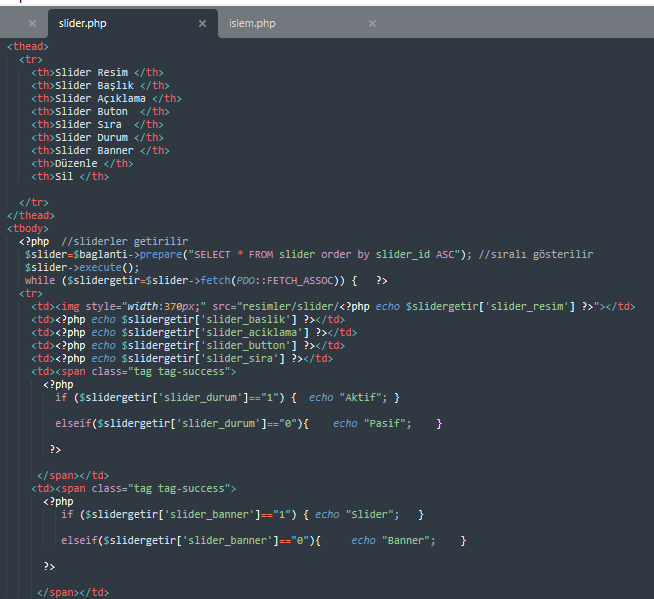 slider.php × islem.php ×
<thead>
<tr>
<th>Slider Resim </th>
<th>Slider Başlık </th>
<th>Slider Açıklama </th>
<th>Slider Buton  </th>
<th>Slider Sıra  </th>
<th>Slider Durum </th>
<th>Slider Banner </th>
<th>Düzenle </th>
<th>Sil </th>
</tr>
</thead>
<tbody>
<?php  //sliderler getirilir
$slider=$baglanti->prepare("SELECT * FROM slider order by slider_id ASC"); //sıralı gösterilir
$slider->execute();
while ($slidergetir=$slider->fetch(PDO::FETCH_ASSOC)) {   ?>
<tr>
<td><img style="width:370px;" src="resimler/slider/<?php echo $slidergetir['slider_resim'] ?>"></td>
<td><?php echo $slidergetir['slider_baslik'] ?></td>
<td><?php echo $slidergetir['slider_aciklama'] ?></td>
<td><?php echo $slidergetir['slider_button'] ?></td>
<td><?php echo $slidergetir['slider_sira'] ?></td>
<td><span class="tag tag-success">
<?php
if ($slidergetir['slider_durum']=="1") {  echo "Aktif"; }
elseif($slidergetir['slider_durum']=="0"){    echo "Pasif";    }
?>
</span></td>
<td><span class="tag tag-success">
<?php
if ($slidergetir['slider_banner']=="1") { echo "Slider";   }
elseif($slidergetir['slider_banner']=="0"){     echo "Banner";    }
?>
</span></td>